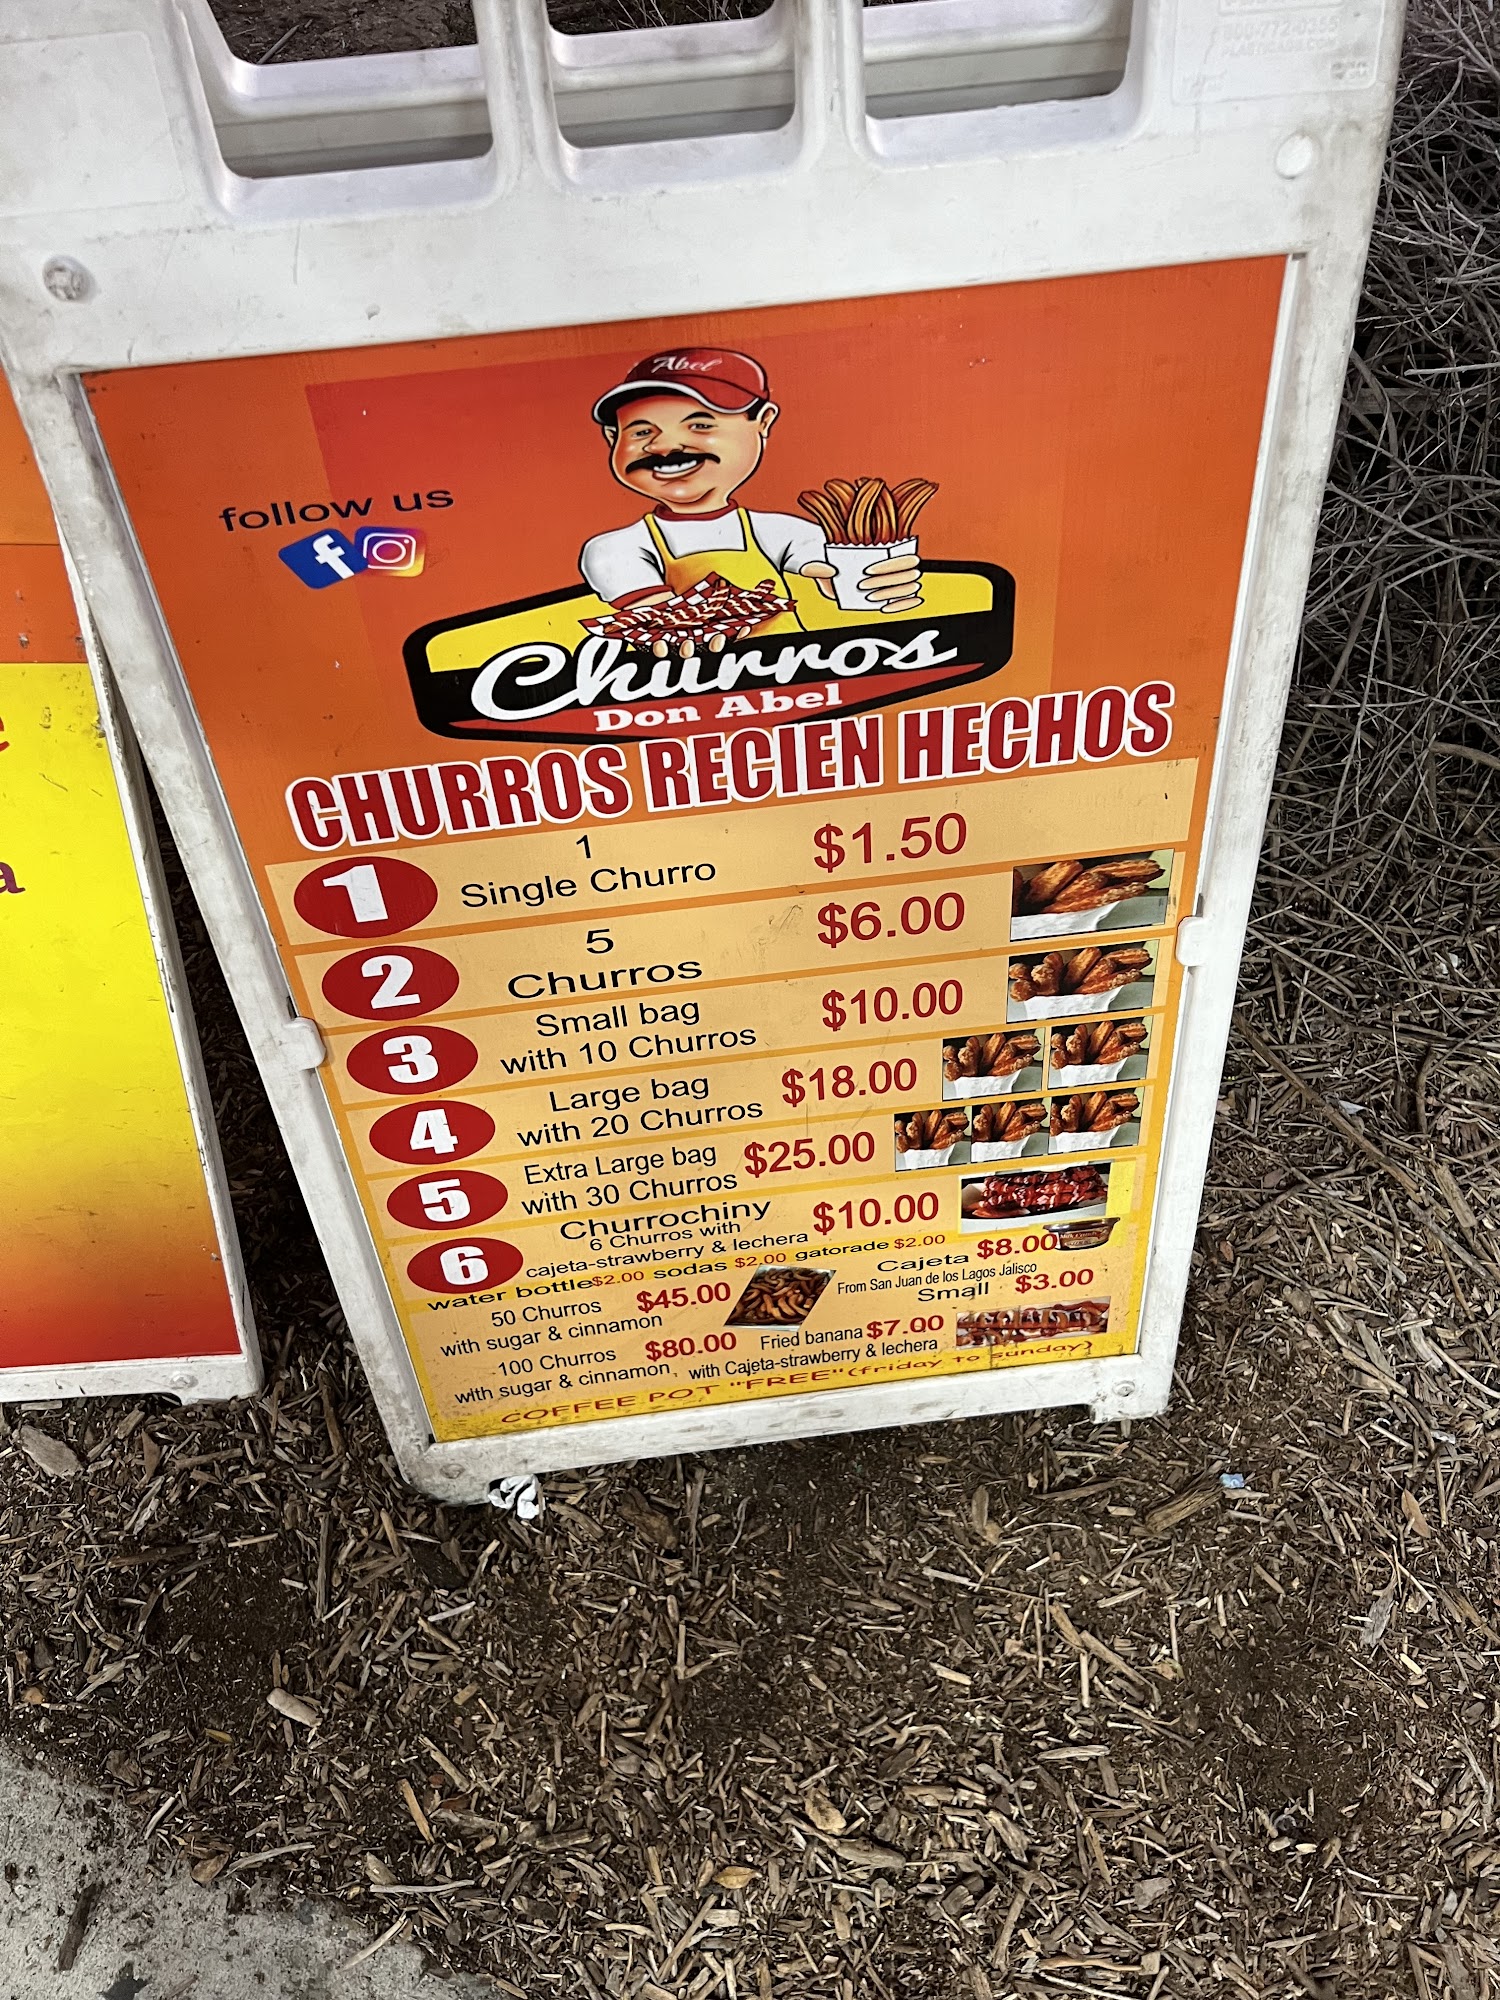 800-772-0355
Abel
follow us
Churros
Don Abel
CHURROS RECIEN HECHOS
1
1
Single Churro
$1.50
2
5
Churros
$6.00
3
Small bag
with 10 Churros
$10.00
4
Large bag
with 20 Churros
$18.00
5
Extra Large bag
with 30 Churros
$25.00
6
Churrochiny
6 Churros with
cajeta-strawberry & lechera
$10.00
water bottle $2.00 sodas $2.00 gatorade $2.00
50 Churros
with sugar & cinnamon
$45.00
100 Churros
with sugar & cinnamon
$80.00
Cajeta $8.00
From San Juan de los Lagos Jalisco
Small $3.00
Fried banana $7.00
with Cajeta-strawberry & lechera
COFFEE POT "FREE" (friday to sunday)
a